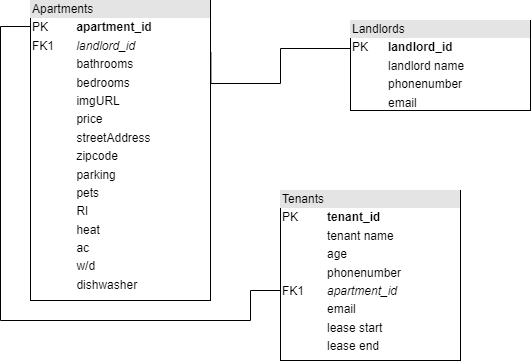 Apartments
PK apartment_id
FK1 landlord_id
bathrooms
bedrooms
imgURL
price
streetAddress
zipcode
parking
pets
RI
heat
ac
w/d
dishwasher
Landlords
PK landlord_id
landlord name
phonenumber
email
Tenants
PK tenant_id
tenant name
age
phonenumber
FK1 apartment_id
email
lease start
lease end